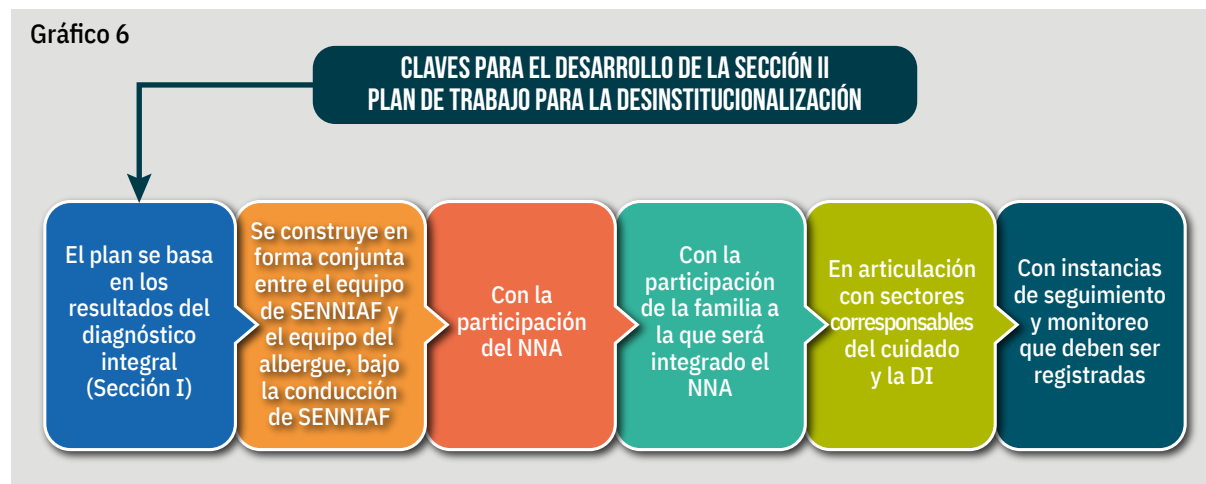 Gráfico 6
CLAVES PARA EL DESARROLLO DE LA SECCIÓN II
PLAN DE TRABAJO PARA LA DESINSTITUCIONALIZACIÓN
El plan se basa
en los
resultados del
diagnóstico
integral
(Sección I)
Se construye en
forma conjunta
entre el equipo
de SENNIAF y
el equipo del
albergue, bajo
la conducción
de SENNIAF
Con la
participación
del NNA
Con la
participación
de la familia a
la que será
integrado el
NNA
En articulación
con sectores
corresponsables
del cuidado
y la DI
Con instancias
de seguimiento
y monitoreo
que deben ser
registradas